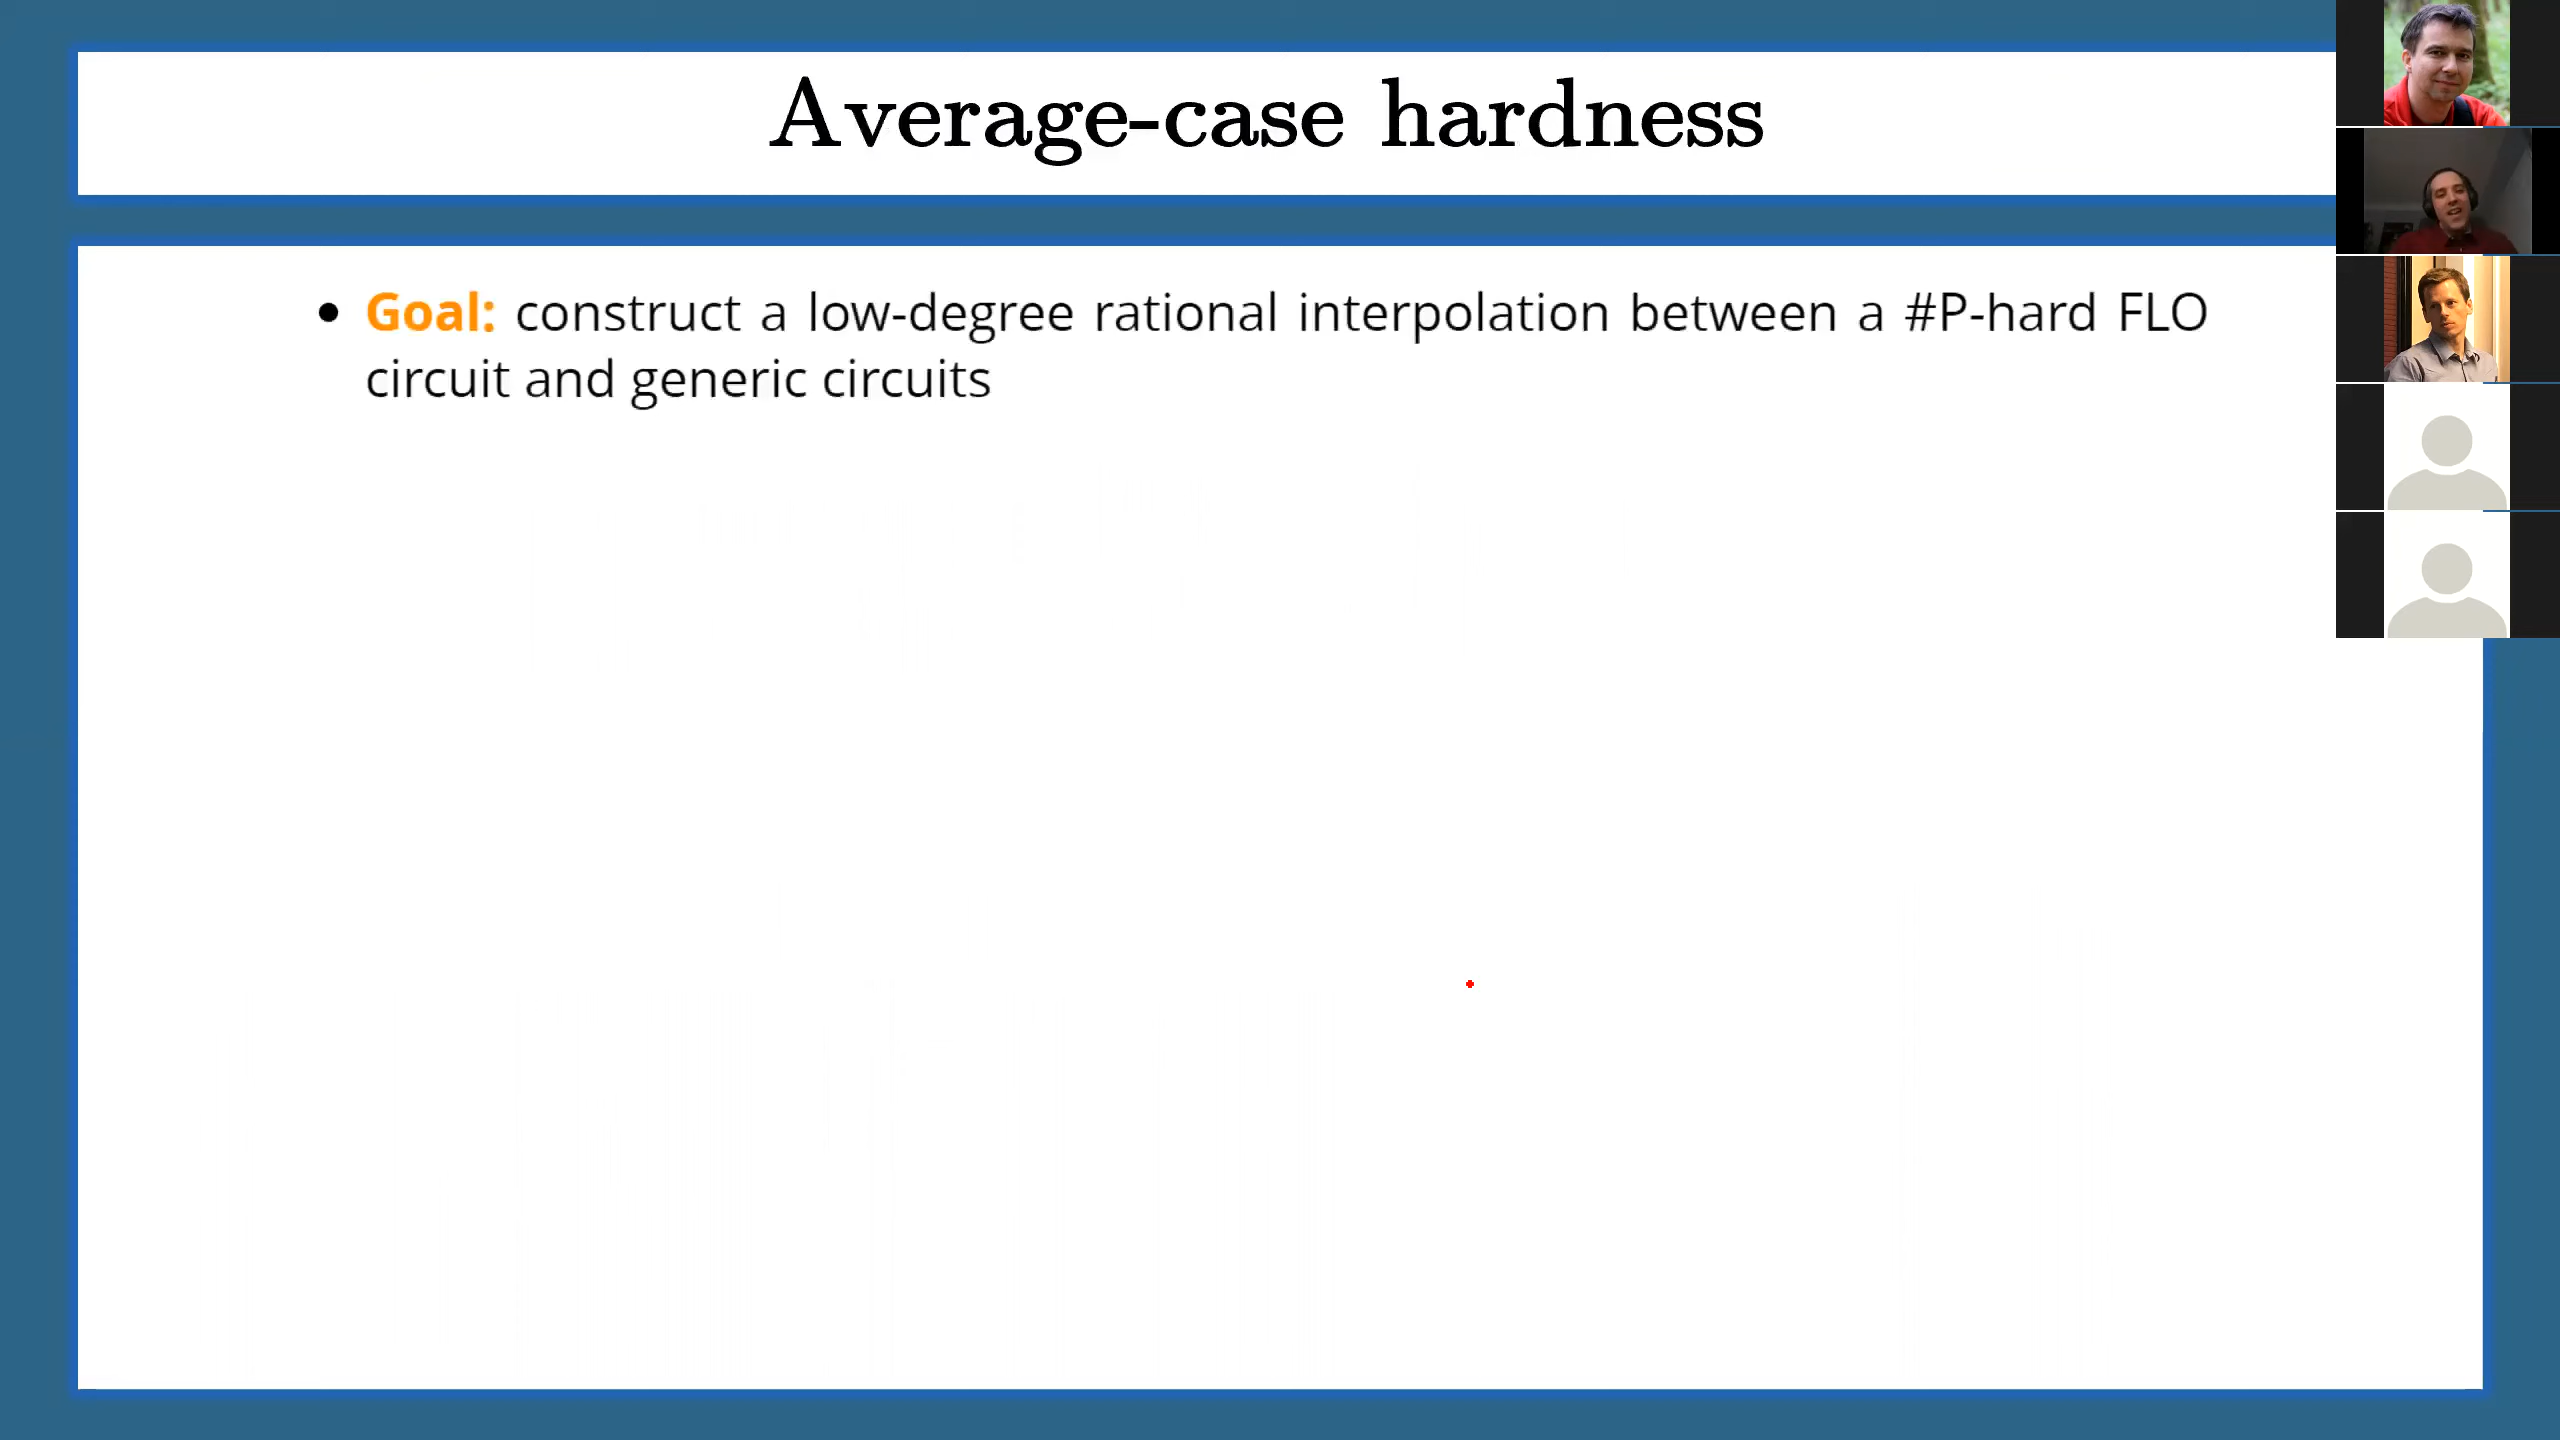 Average-case hardness
• Goal: construct a low-degree rational interpolation between a #P-hard FLO
circuit and generic circuits